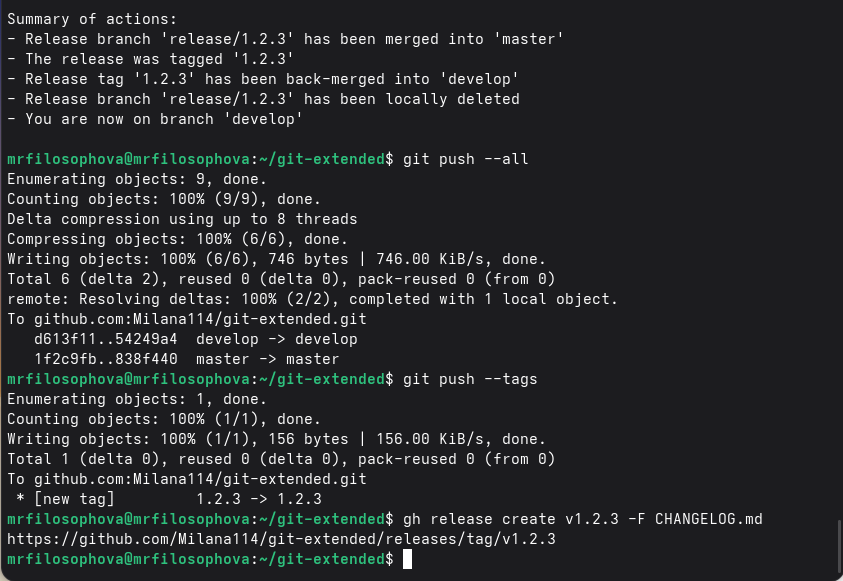 Summary of actions:
- Release branch 'release/1.2.3' has been merged into 'master'
- The release was tagged '1.2.3'
- Release tag '1.2.3' has been back-merged into 'develop'
- Release branch 'release/1.2.3' has been locally deleted
- You are now on branch 'develop'

mrfilosophova@mrfilosophova:~/git-extended$ git push --all
Enumerating objects: 9, done.
Counting objects: 100% (9/9), done.
Delta compression using up to 8 threads
Compressing objects: 100% (6/6), done.
Writing objects: 100% (6/6), 746 bytes | 746.00 KiB/s, done.
Total 6 (delta 2), reused 0 (delta 0), pack-reused 0 (from 0)
remote: Resolving deltas: 100% (2/2), completed with 1 local object.
To github.com:Milana114/git-extended.git
   d613f11..54249a4  develop -> develop
   1f2c9fb..838f440  master -> master
mrfilosophova@mrfilosophova:~/git-extended$ git push --tags
Enumerating objects: 1, done.
Counting objects: 100% (1/1), done.
Writing objects: 100% (1/1), 156 bytes | 156.00 KiB/s, done.
Total 1 (delta 0), reused 0 (delta 0), pack-reused 0 (from 0)
To github.com:Milana114/git-extended.git
 * [new tag]         1.2.3 -> 1.2.3
mrfilosophova@mrfilosophova:~/git-extended$ gh release create v1.2.3 -F CHANGELOG.md
https://github.com/Milana114/git-extended/releases/tag/v1.2.3
mrfilosophova@mrfilosophova:~/git-extended$